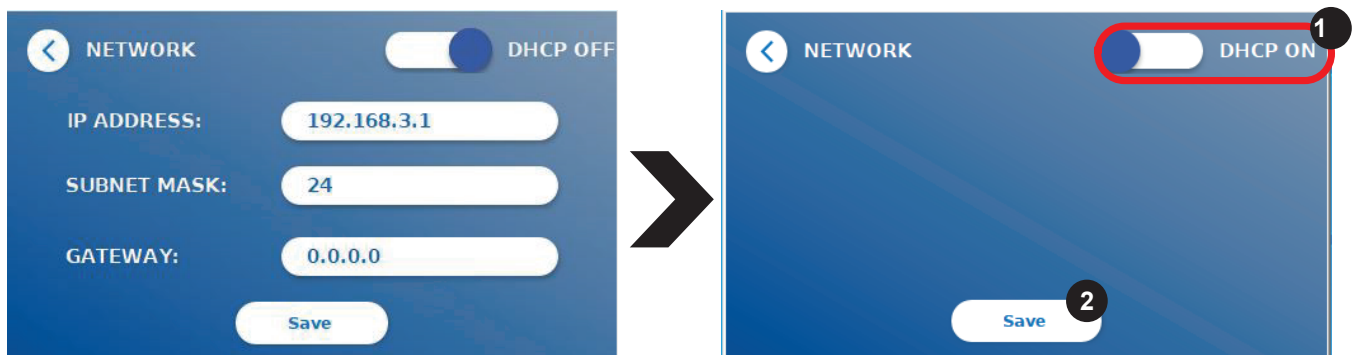 NETWORK DHCP OFF
IP ADDRESS: 192.168.3.1
SUBNET MASK: 24
GATEWAY: 0.0.0.0
Save
1
NETWORK DHCP ON
Save 2